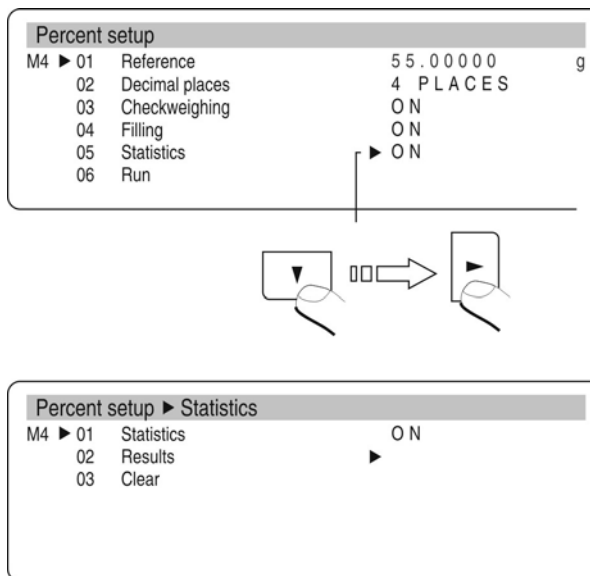 Percent setup
M4 ▶ 01 Reference 55.00000 g
02 Decimal places 4 PLACES
03 Checkweighing ON
04 Filling ON
05 Statistics ▶ ON
06 Run
Percent setup ▶ Statistics
M4 ▶ 01 Statistics ON
02 Results ▶
03 Clear